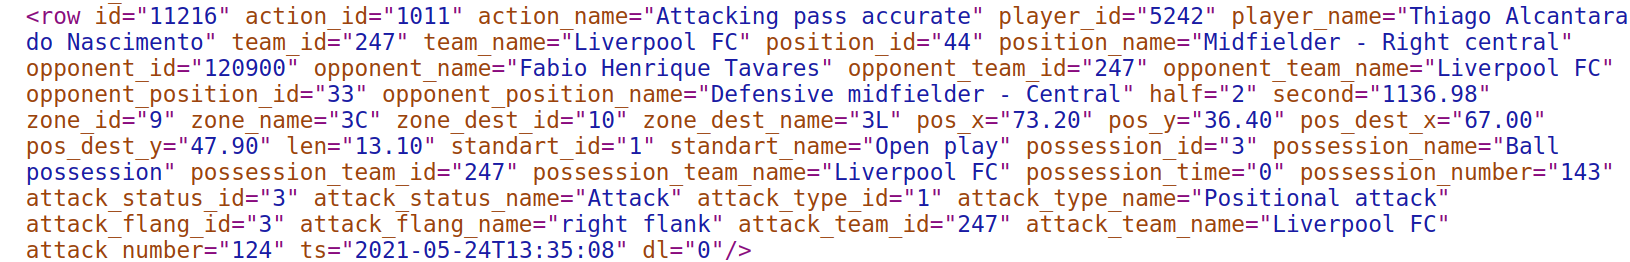 <row id="11216" action_id="1011" action_name="Attacking pass accurate" player_id="5242" player_name="Thiago Alcantara
do Nascimento" team_id="247" team_name="Liverpool FC" position_id="44" position_name="Midfielder - Right central"
opponent_id="120900" opponent_name="Fabio Henrique Tavares" opponent_team_id="247" opponent_team_name="Liverpool FC"
opponent_position_id="33" opponent_position_name="Defensive midfielder - Central" half="2" second="1136.98"
zone_id="9" zone_name="3C" zone_dest_id="10" zone_dest_name="3L" pos_x="73.20" pos_y="36.40" pos_dest_x="67.00"
pos_dest_y="47.90" len="13.10" standart_id="1" standart_name="Open play" possession_id="3" possession_name="Ball
possession" possession_team_id="247" possession_team_name="Liverpool FC" possession_time="0" possession_number="143"
attack_status_id="3" attack_status_name="Attack" attack_type_id="1" attack_type_name="Positional attack"
attack_flang_id="3" attack_flang_name="right flank" attack_team_id="247" attack_team_name="Liverpool FC"
attack_number="124" ts="2021-05-24T13:35:08" dl="0"/>